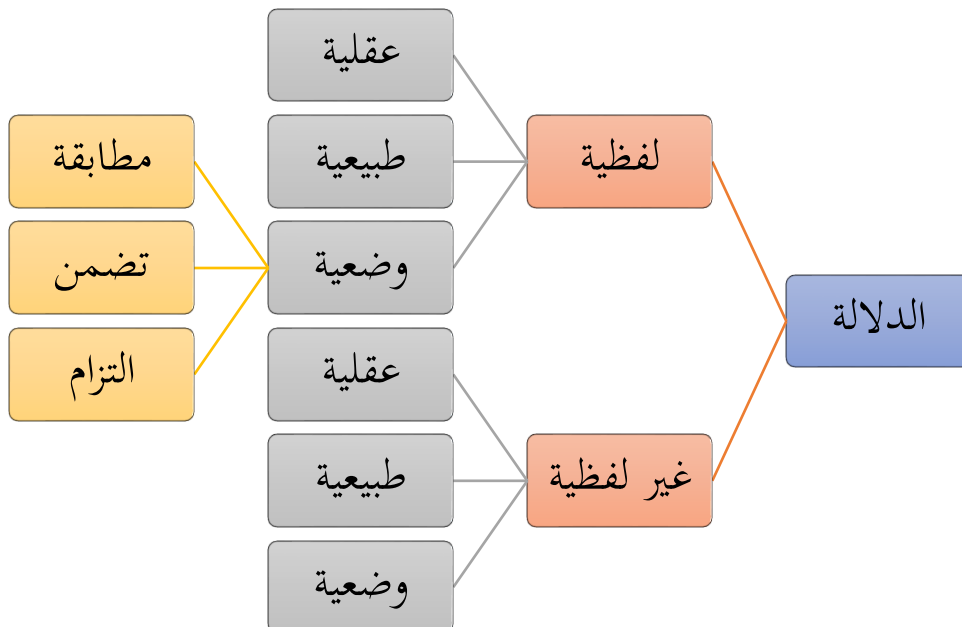 الدلالة
لفظية
عقلية
طبيعية
وضعية
مطابقة
تضمن
التزام
غير لفظية
عقلية
طبيعية
وضعية